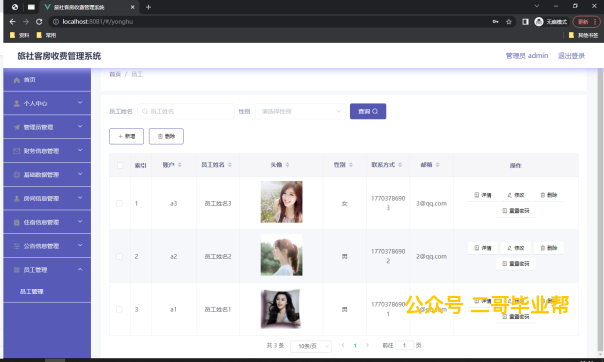 旅社客房收费管理系统
localhost:8081/#/yonghu
无痕模式
更新
资料
常用
其他书签
旅社客房收费管理系统
管理员 admin
退出登录
首页
个人中心
管理员管理
财务信息管理
基础数据管理
房间信息管理
住宿信息管理
公告信息管理
员工管理
员工管理
首页 / 员工
员工姓名
员工姓名
性别
请选择性别
查询
+ 新增
删除
索引 账户 员工姓名 头像 性别 联系方式 邮箱 操作
1 a3 员工姓名3 女 17703786903 3@qq.com
详情 修改 删除
重置密码
2 a2 员工姓名2 男 17703786902 2@qq.com
详情 修改 删除
重置密码
3 a1 员工姓名1 男 17703786901
详情 修改 删除
重置密码
公众号 二哥毕业帮
共 3 条
10条/页
1
前往 1 页